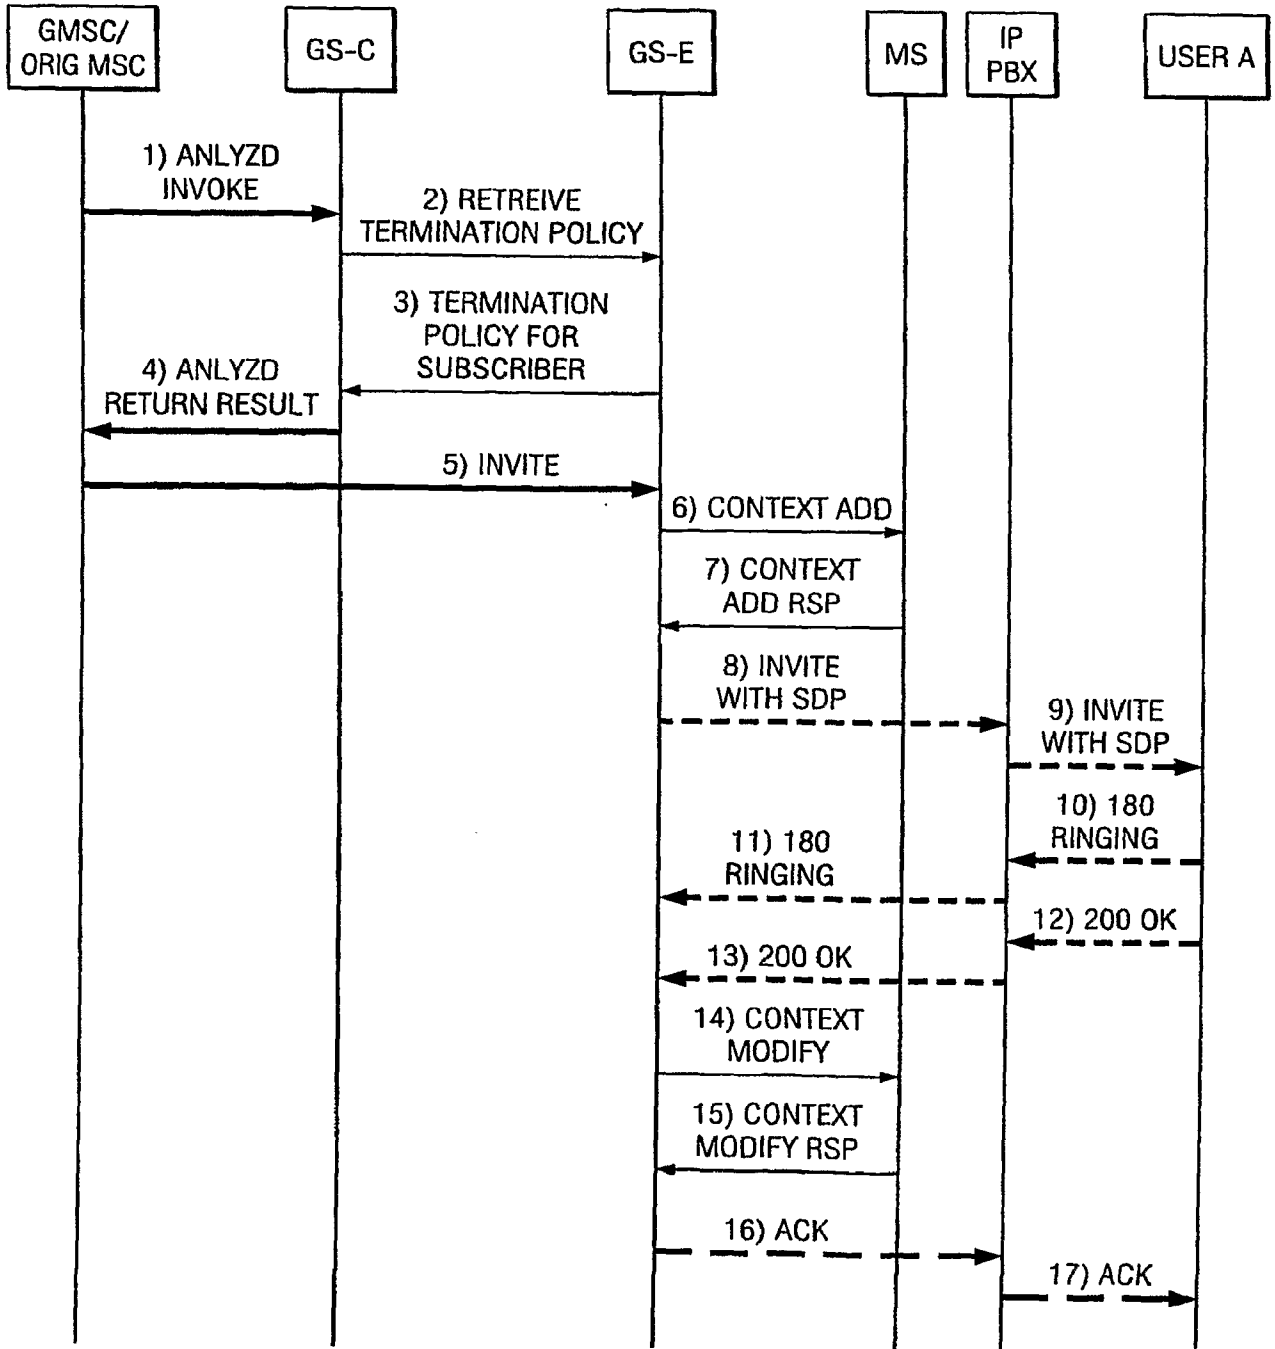 GMSC/
ORIG MSC
GS-C
GS-E
MS
IP
PBX
USER A
1) ANLYZD
INVOKE
2) RETREIVE
TERMINATION POLICY
3) TERMINATION
POLICY FOR
SUBSCRIBER
4) ANLYZD
RETURN RESULT
5) INVITE
6) CONTEXT ADD
7) CONTEXT
ADD RSP
8) INVITE
WITH SDP
9) INVITE
WITH SDP
10) 180
RINGING
11) 180
RINGING
12) 200 OK
13) 200 OK
14) CONTEXT
MODIFY
15) CONTEXT
MODIFY RSP
16) ACK
17) ACK